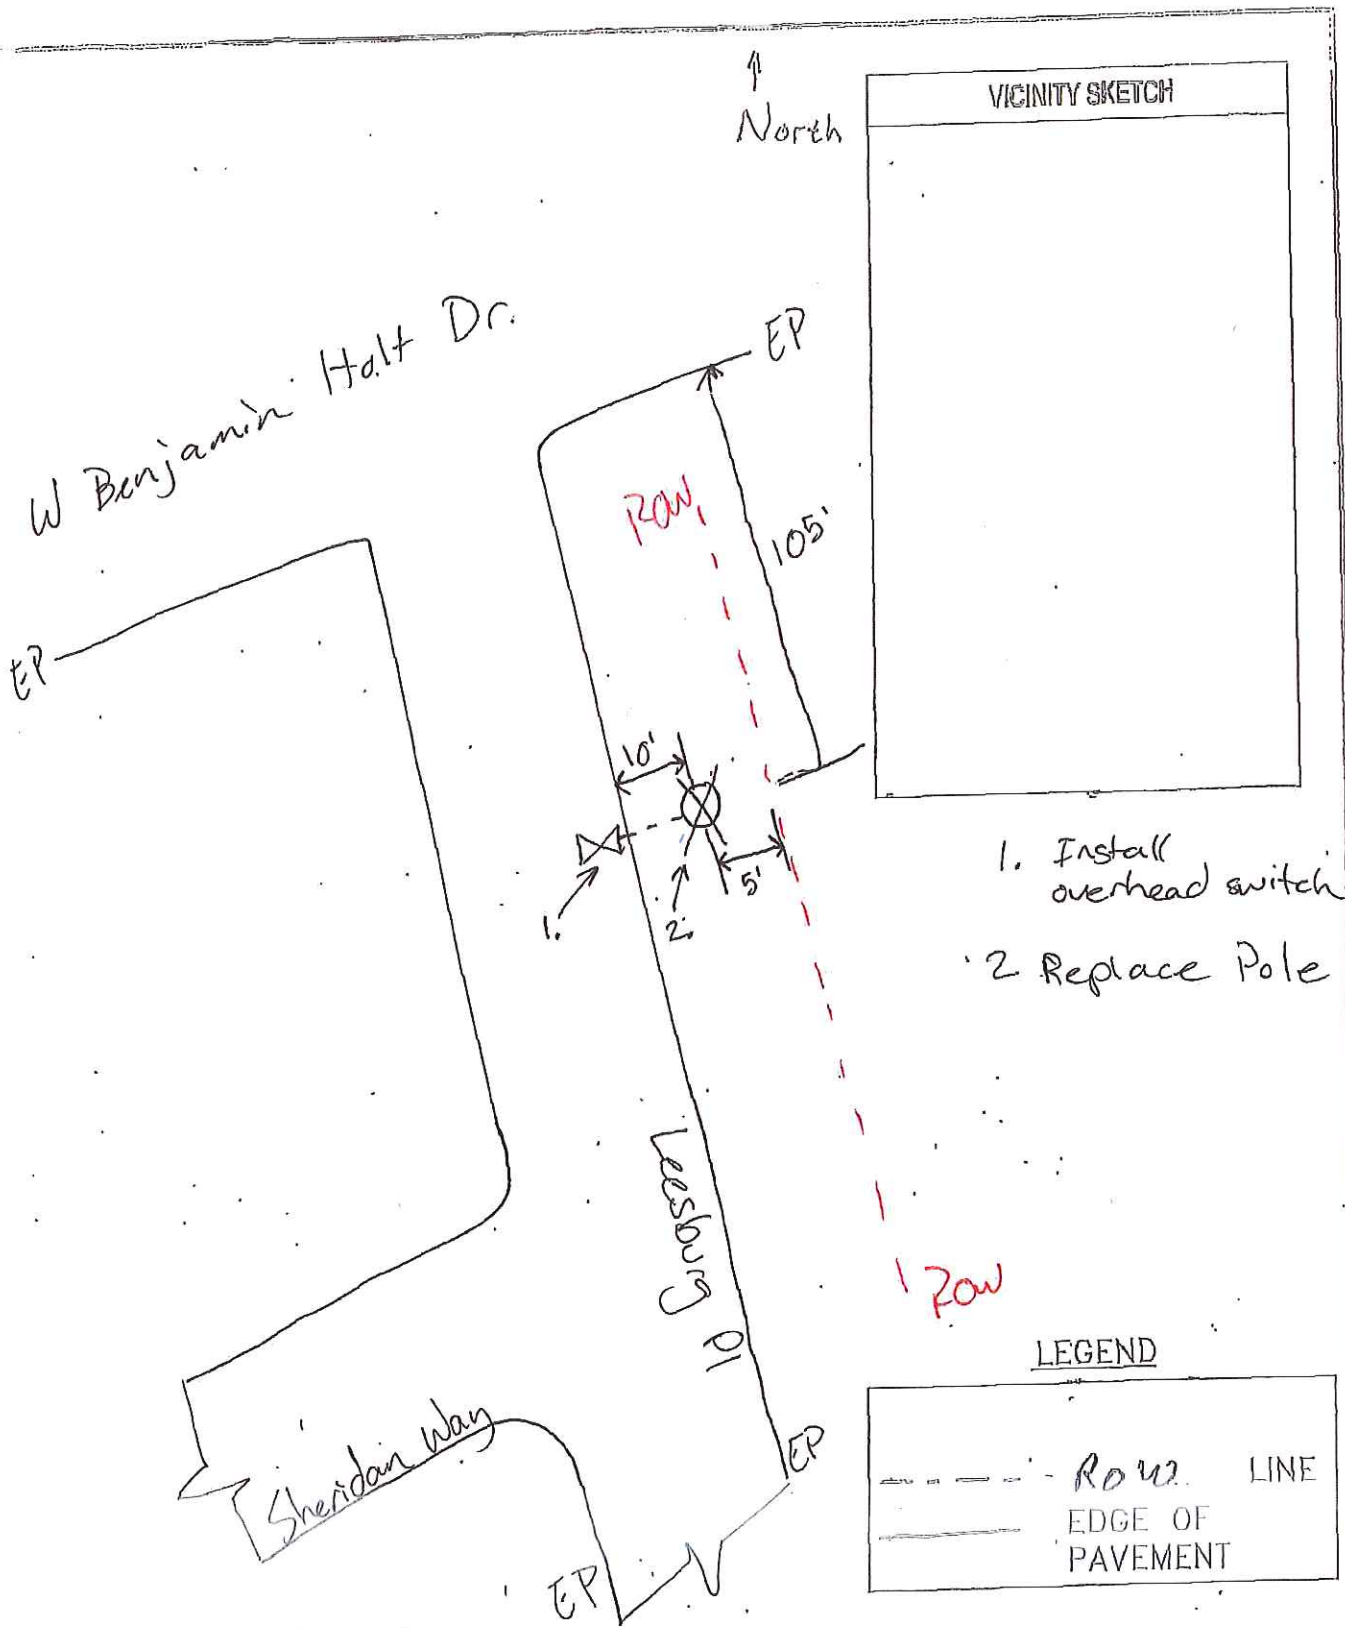 North
VICINITY SKETCH
W Benjamin Holt Dr.
EP
ROW
105'
EP
10'
5'
1.
2.
1. Install
overhead switch
2 Replace Pole
Leesburg Pl
ROW
LEGEND
Sheridan Way
EP
ROW LINE
EDGE OF
PAVEMENT
EP